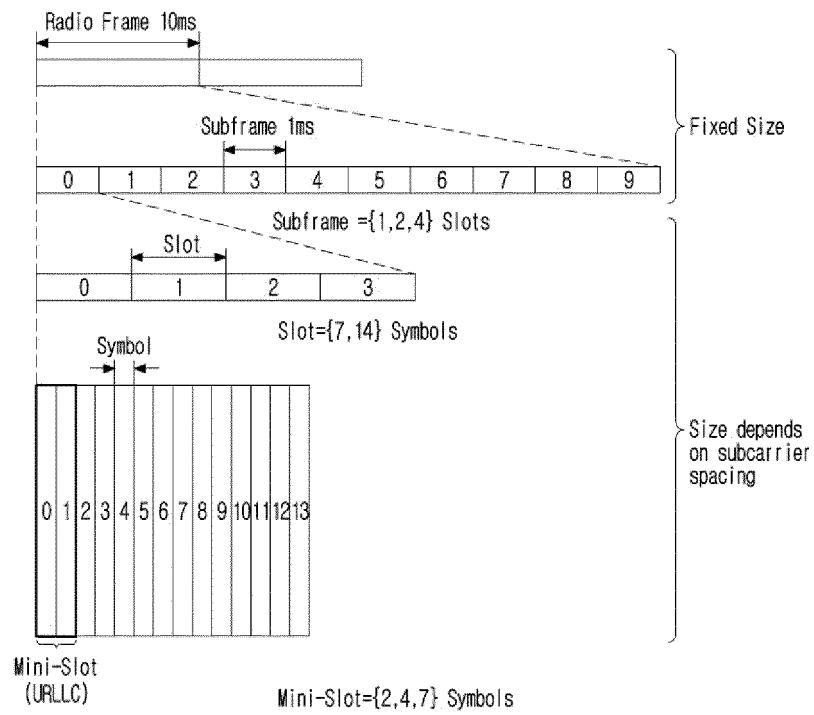 Radio Frame 10ms
Fixed Size
Subframe 1ms
0 1 2 3 4 5 6 7 8 9
Subframe ={1,2,4} Slots
Slot
0 1 2 3
Slot={7,14} Symbols
Symbol
Size depends
on subcarrier
spacing
0 1 2 3 4 5 6 7 8 9 10 11 12 13
Mini-Slot
(URLLC)
Mini-Slot={2,4,7} Symbols